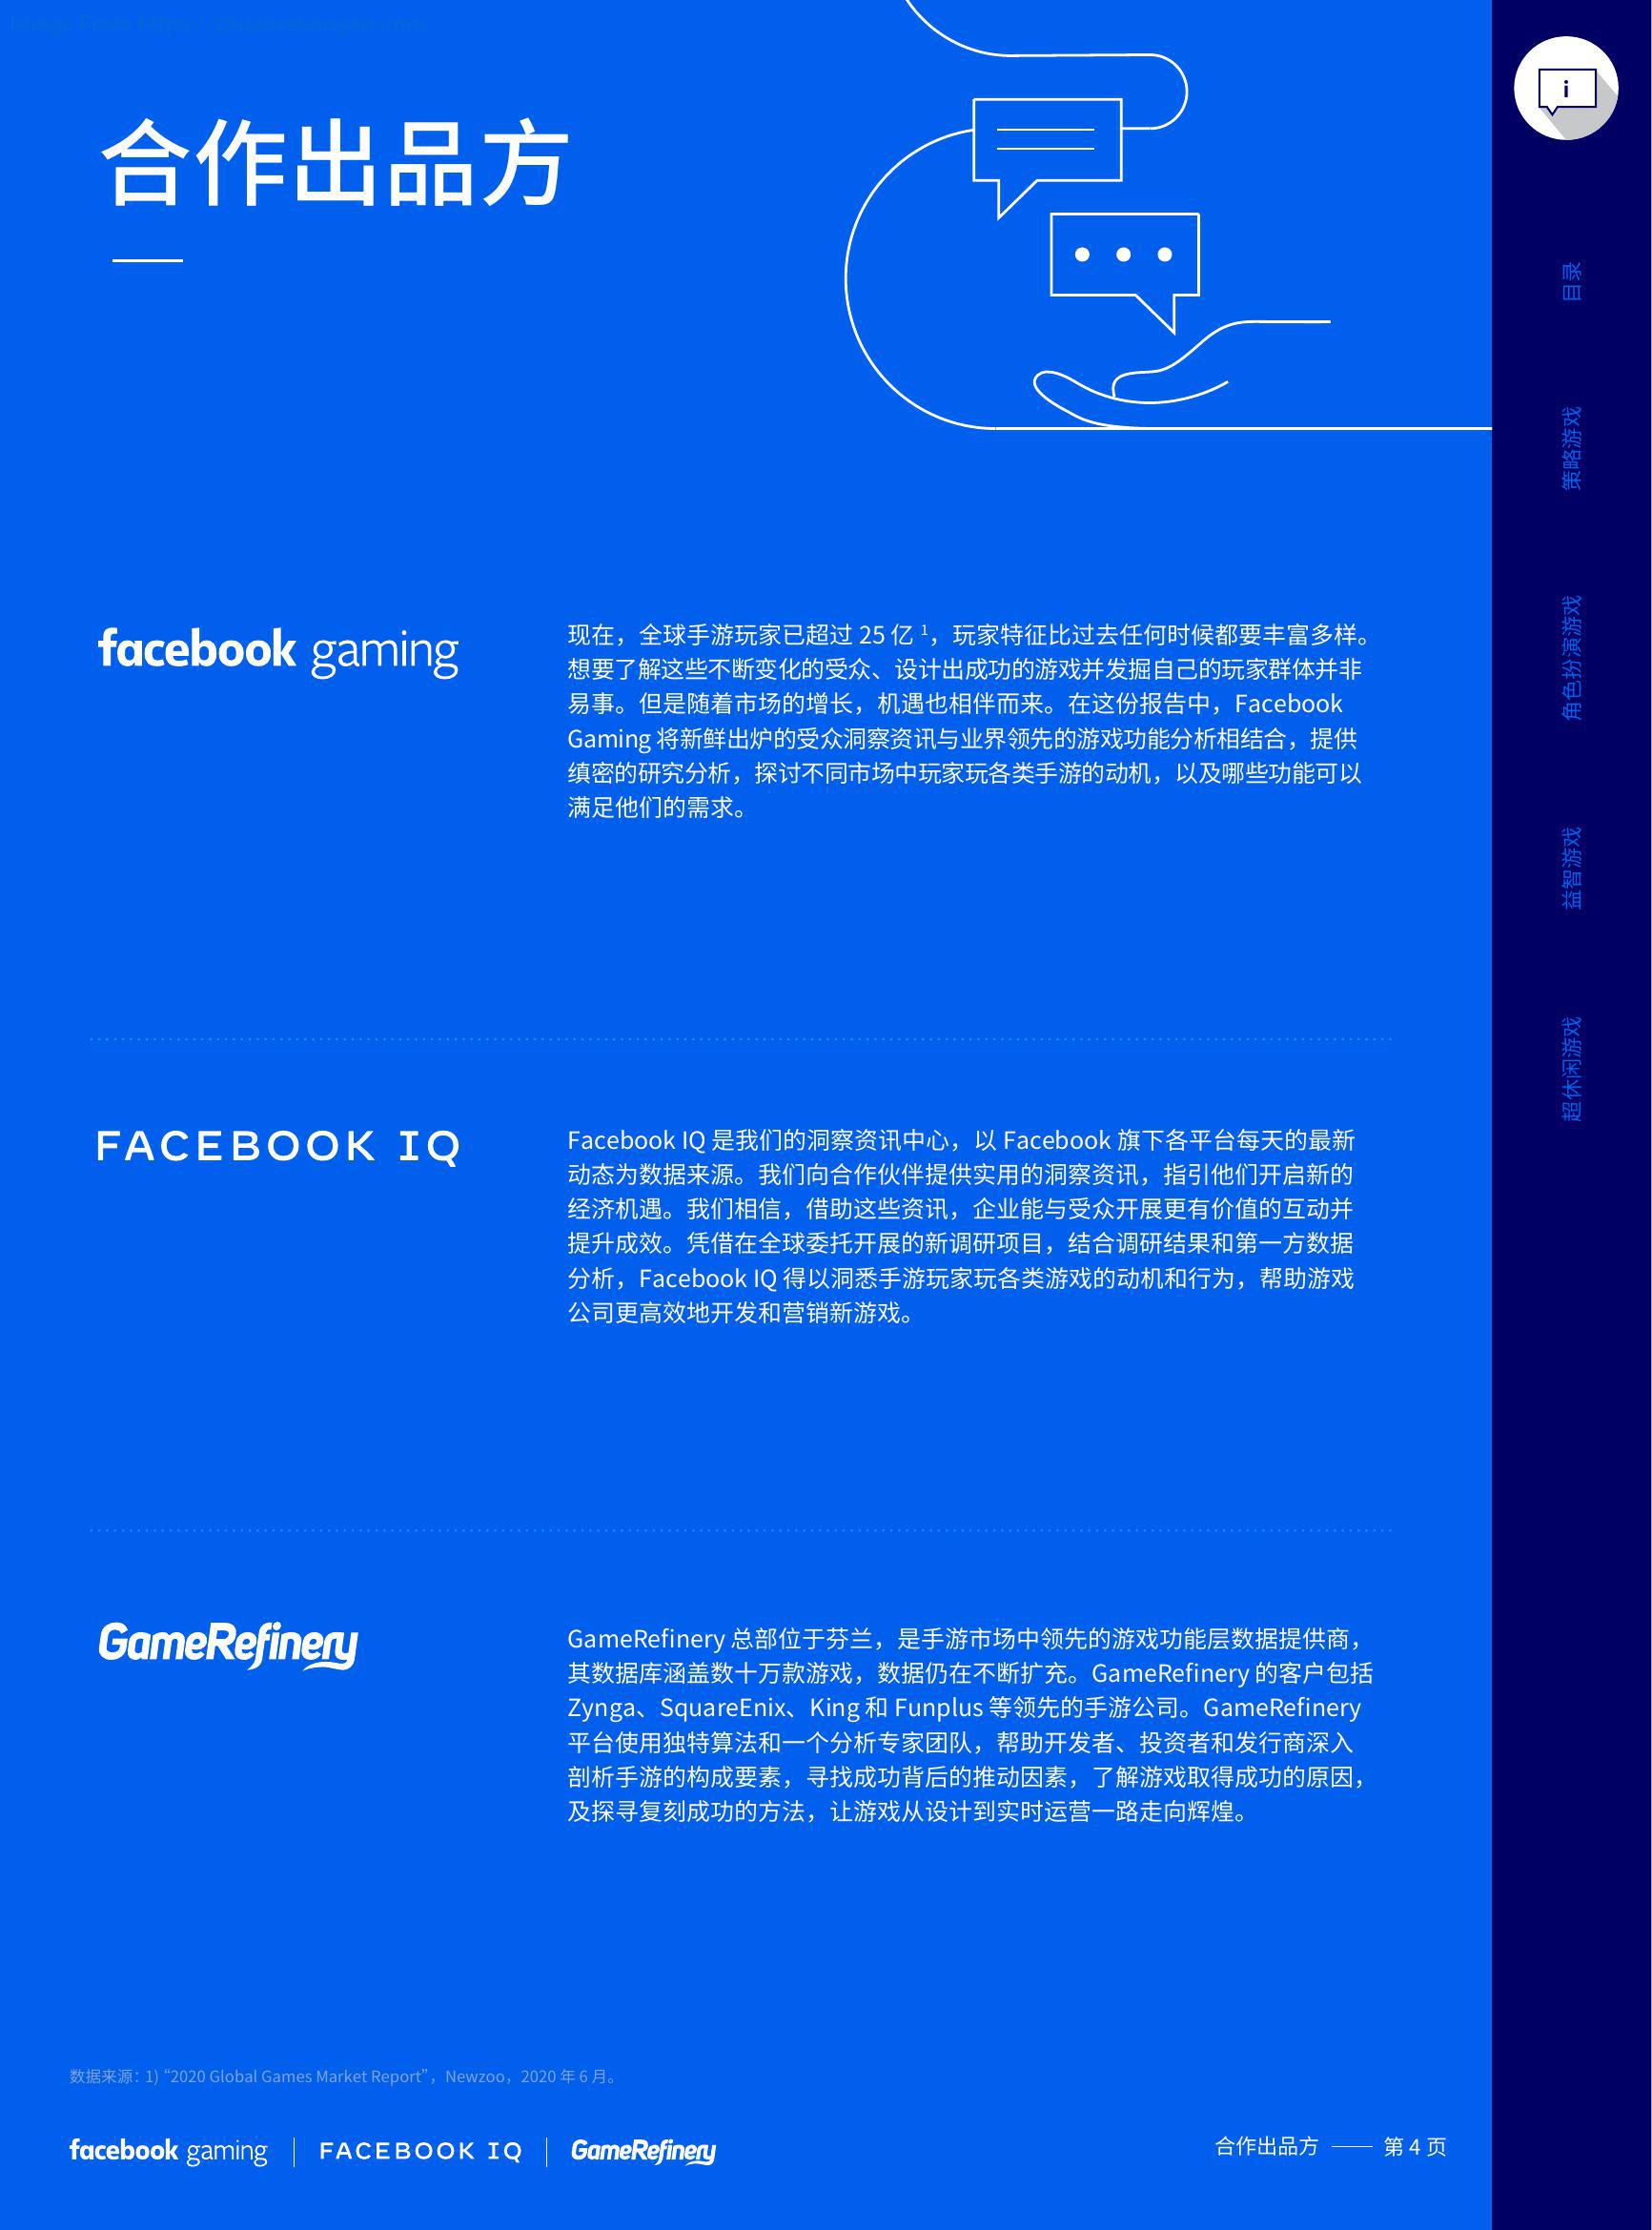 合作出品方
facebook gaming
现在，全球手游玩家已超过 25 亿 ¹，玩家特征比过去任何时候都要丰富多样。
想要了解这些不断变化的受众、设计出成功的游戏并发掘自己的玩家群体并非
易事。但是随着市场的增长，机遇也相伴而来。在这份报告中，Facebook
Gaming 将新鲜出炉的受众洞察资讯与业界领先的游戏功能分析相结合，提供
缜密的研究分析，探讨不同市场中玩家玩各类手游的动机，以及哪些功能可以
满足他们的需求。
FACEBOOK IQ
Facebook IQ 是我们的洞察资讯中心，以 Facebook 旗下各平台每天的最新
动态为数据来源。我们向合作伙伴提供实用的洞察资讯，指引他们开启新的
经济机遇。我们相信，借助这些资讯，企业能与受众开展更有价值的互动并
提升成效。凭借在全球委托开展的新调研项目，结合调研结果和第一方数据
分析，Facebook IQ 得以洞悉手游玩家玩各类游戏的动机和行为，帮助游戏
公司更高效地开发和营销新游戏。
GameRefinery
GameRefinery 总部位于芬兰，是手游市场中领先的游戏功能层数据提供商，
其数据库涵盖数十万款游戏，数据仍在不断扩充。GameRefinery 的客户包括
Zynga、SquareEnix、King 和 Funplus 等领先的手游公司。GameRefinery
平台使用独特算法和一个分析专家团队，帮助开发者、投资者和发行商深入
剖析手游的构成要素，寻找成功背后的推动因素，了解游戏取得成功的原因，
及探寻复刻成功的方法，让游戏从设计到实时运营一路走向辉煌。
数据来源：1) “2020 Global Games Market Report”，Newzoo，2020 年 6 月。
facebook gaming
FACEBOOK IQ
GameRefinery
合作出品方 —— 第 4 页
i
目录
策略游戏
角色扮演游戏
益智游戏
超休闲游戏